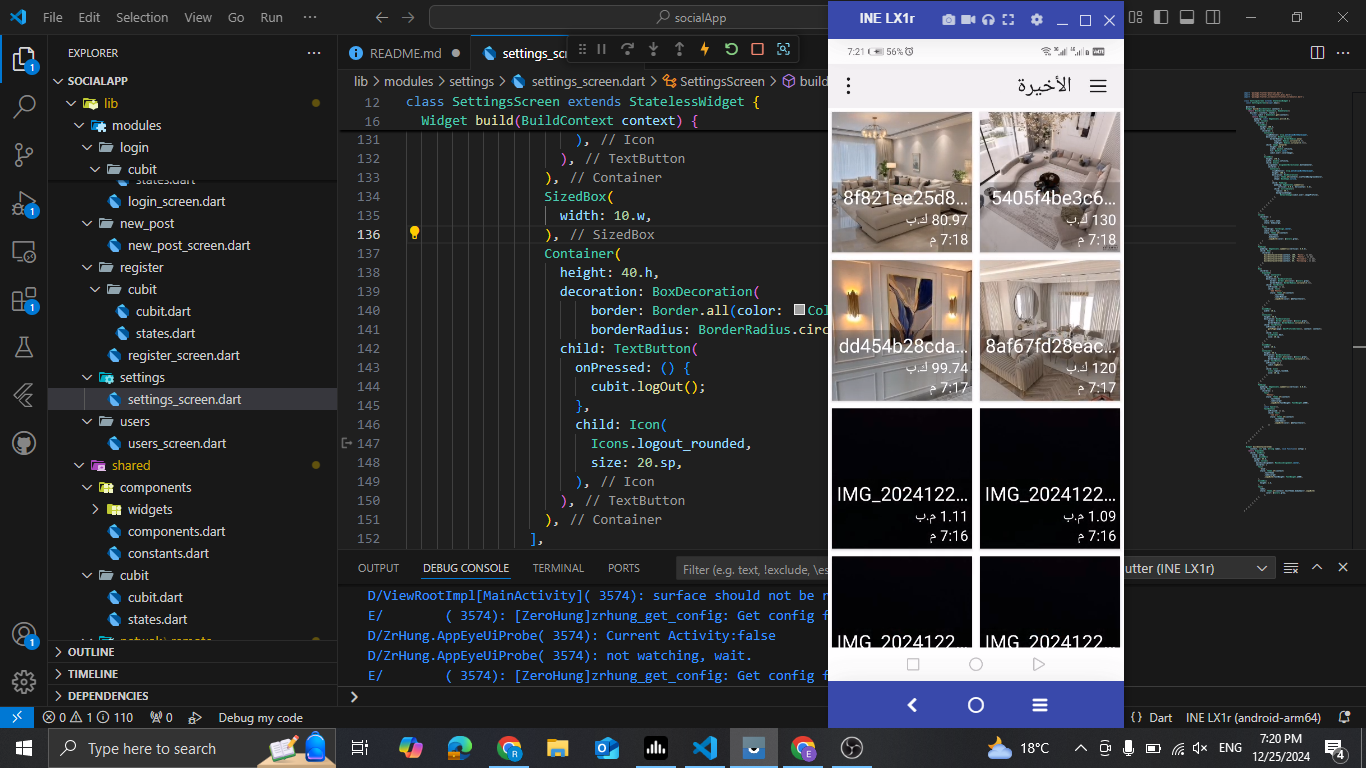 File Edit Selection View Go Run ···
socialApp
EXPLORER
SOCIALAPP
lib
modules
login
cubit
states.dart
login_screen.dart
new_post
new_post_screen.dart
register
cubit
cubit.dart
states.dart
register_screen.dart
settings
settings_screen.dart
users
users_screen.dart
shared
components
widgets
components.dart
constants.dart
cubit
cubit.dart
states.dart
OUTLINE
TIMELINE
DEPENDENCIES
README.md
settings_sc
lib > modules > settings > settings_screen.dart > SettingsScreen > build
12 class SettingsScreen extends StatelessWidget {
16 Widget build(BuildContext context) {
131 ), // Icon
132 ), // TextButton
133 ), // Container
134 SizedBox(
135 width: 10.w,
136 ), // SizedBox
137 Container(
138 height: 40.h,
139 decoration: BoxDecoration(
140 border: Border.all(color: Col
141 borderRadius: BorderRadius.circ
142 child: TextButton(
143 onPressed: () {
144 cubit.logOut();
145 },
146 child: Icon(
147 Icons.logout_rounded,
148 size: 20.sp,
149 ), // Icon
150 ), // TextButton
151 ), // Container
152 ],
OUTPUT DEBUG CONSOLE TERMINAL PORTS
Filter (e.g. text, !exclude, \es
utter (INE LX1r)
D/ViewRootImpl[MainActivity]( 3574): surface should not be r
E/ ( 3574): [ZeroHung]zrhung_get_config: Get config f
D/ZrHung.AppEyeUiProbe( 3574): Current Activity:false
D/ZrHung.AppEyeUiProbe( 3574): not watching, wait.
E/ ( 3574): [ZeroHung]zrhung_get_config: Get config f
INE LX1r
7:21 56%
الأخيرة
8f821ee25d8...
80.97 ك.ب
7:18 م
5405f4be3c6...
130 ك.ب
7:18 م
dd454b28cda...
99.74 ك.ب
7:17 م
8af67fd28eac...
120 ك.ب
7:17 م
IMG_2024122...
1.11 م.ب
7:16 م
IMG_2024122...
1.09 م.ب
7:16 م
IMG_2024122...
IMG_2024122...
0 1 110 0 Debug my code
{} Dart INE LX1r (android-arm64)
Type here to search
18°C ENG
7:20 PM
12/25/2024
4